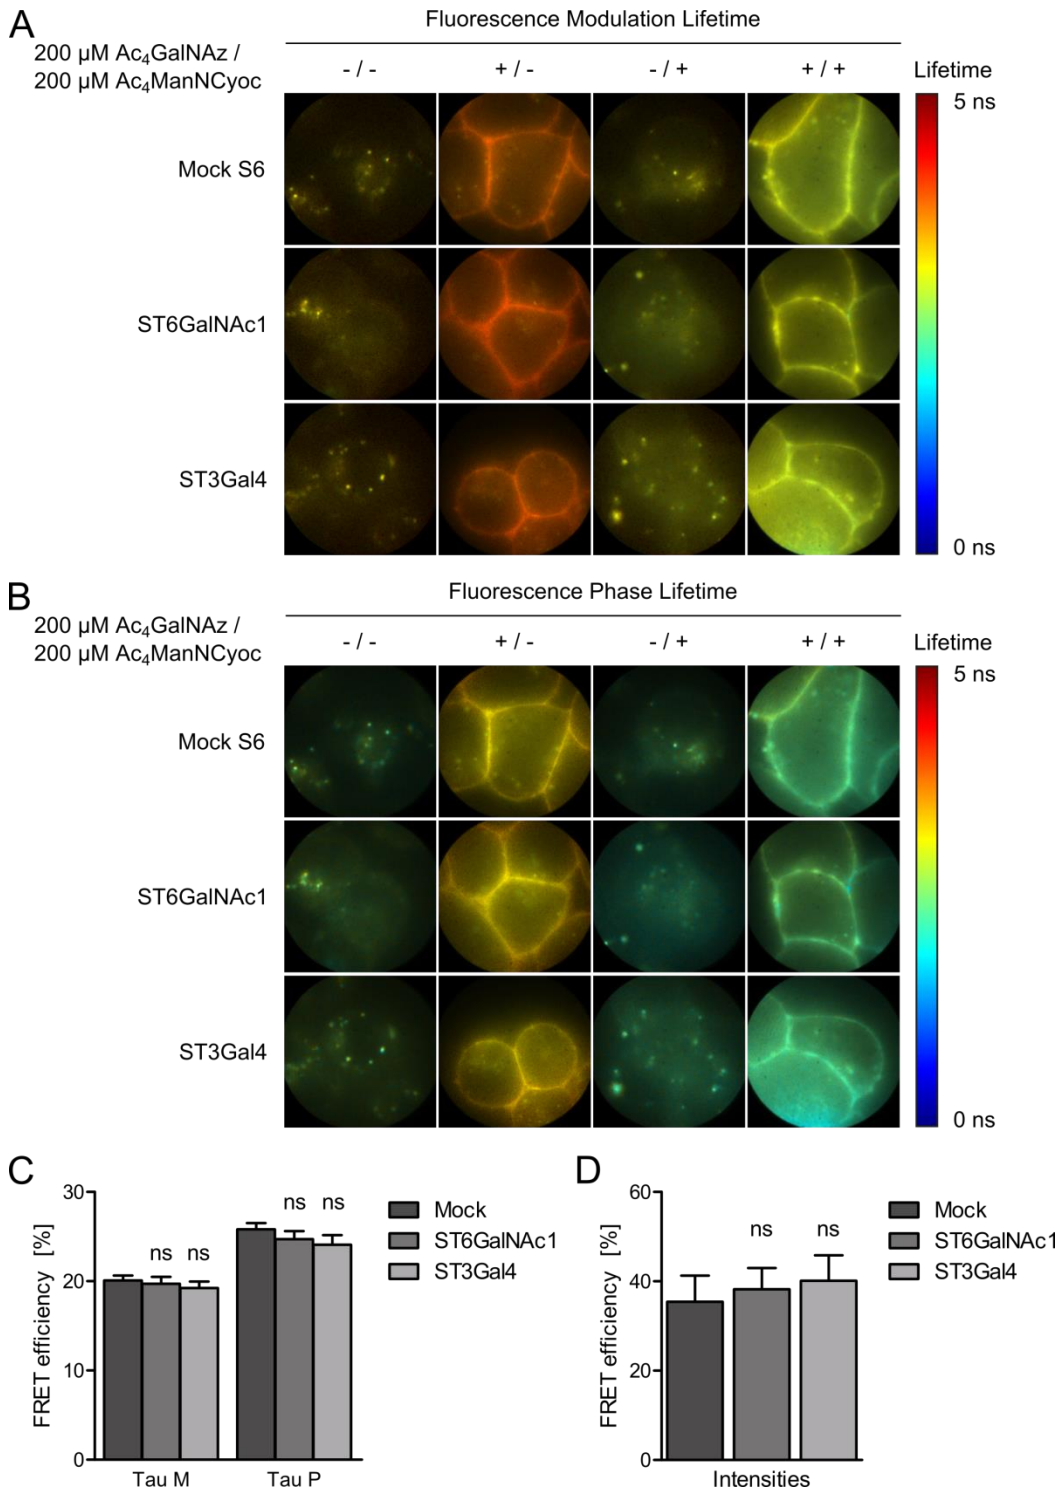 A
Fluorescence Modulation Lifetime
200 µM Ac₄GalNAz /
200 µM Ac₄ManNCyoc
- / -
+ / -
- / +
+ / +
Lifetime
5 ns
Mock S6
ST6GalNAc1
ST3Gal4
0 ns
B
Fluorescence Phase Lifetime
200 µM Ac₄GalNAz /
200 µM Ac₄ManNCyoc
- / -
+ / -
- / +
+ / +
Lifetime
5 ns
Mock S6
ST6GalNAc1
ST3Gal4
0 ns
C
FRET efficiency [%]
30
20
10
0
ns
ns
ns
ns
Tau M
Tau P
Mock
ST6GalNAc1
ST3Gal4
D
FRET efficiency [%]
60
40
20
0
ns
ns
Intensities
Mock
ST6GalNAc1
ST3Gal4